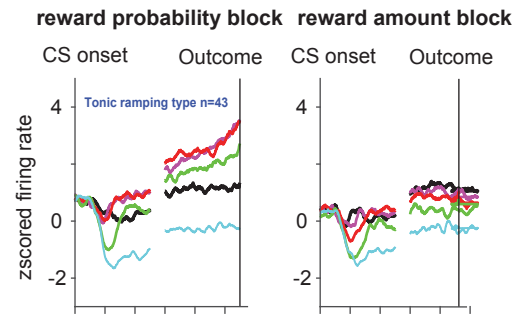 reward probability block reward amount block
CS onset Outcome CS onset Outcome
Tonic ramping type n=43
zscored firing rate
4
0
-2
4
0
-2